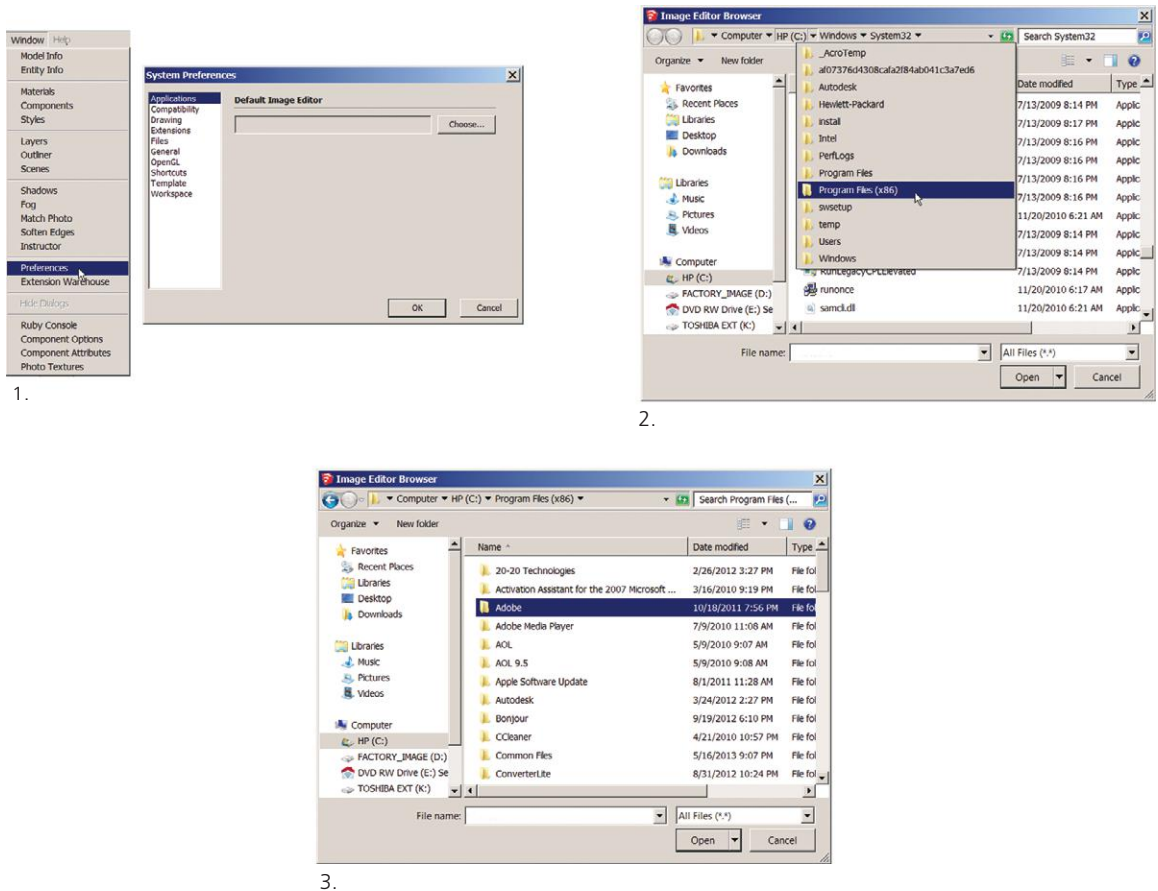 Window Help
Model Info
Entity Info
Materials
Components
Styles
Layers
Outliner
Scenes
Shadows
Fog
Match Photo
Soften Edges
Instructor
Preferences
Extension Warehouse
Hide Dialogs
Ruby Console
Component Options
Component Attributes
Photo Textures
System Preferences
Applications
Compatibility
Drawing
Extensions
Files
General
OpenGL
Shortcuts
Template
Workspace
Default Image Editor
Choose...
OK Cancel
1.
Image Editor Browser
Computer HP (C:) Windows System32 Search System32
Organize New folder
Favorites
Recent Places
Libraries
Desktop
Downloads
Libraries
Music
Pictures
Videos
Computer
HP (C:)
FACTORY_IMAGE (D:)
DVD RW Drive (E:) Se
TOSHIBA EXT (K:)
_AcroTemp
af07376d4308cafa2f84ab041c3a7ed6
Autodesk
Hewlett-Packard
install
Intel
PerfLogs
Program Files
Program Files (x86)
swsetup
temp
Users
Windows
RunLegacyCPLElevated
runonce
samcli.dll
Date modified Type
7/13/2009 8:14 PM Applic
7/13/2009 8:17 PM Applic
7/13/2009 8:16 PM Applic
7/13/2009 8:16 PM Applic
7/13/2009 8:16 PM Applic
7/13/2009 8:16 PM Applic
11/20/2010 6:21 AM Applic
7/13/2009 8:14 PM Applic
7/13/2009 8:14 PM Applic
7/13/2009 8:14 PM Applic
11/20/2010 6:17 AM Applic
11/20/2010 6:21 AM Applic
File name: All Files (*.*)
Open Cancel
2.
Image Editor Browser
Computer HP (C:) Program Files (x86) Search Program Files (...
Organize New folder
Favorites
Recent Places
Libraries
Desktop
Downloads
Libraries
Music
Pictures
Videos
Computer
HP (C:)
FACTORY_IMAGE (D:)
DVD RW Drive (E:) Se
TOSHIBA EXT (K:)
Name Date modified Type
20-20 Technologies 2/26/2012 3:27 PM File fol
Activation Assistant for the 2007 Microsoft ... 3/16/2010 9:19 PM File fol
Adobe 10/18/2011 7:56 PM File fol
Adobe Media Player 7/9/2010 11:08 AM File fol
AOL 5/9/2010 9:07 AM File fol
AOL 9.5 5/9/2010 9:08 AM File fol
Apple Software Update 8/1/2011 11:28 AM File fol
Autodesk 3/24/2012 2:27 PM File fol
Bonjour 9/19/2012 6:10 PM File fol
CCleaner 4/21/2010 10:57 PM File fol
Common Files 5/16/2013 9:07 PM File fol
ConverterLite 8/31/2012 10:24 PM File fol
File name: All Files (*.*)
Open Cancel
3.